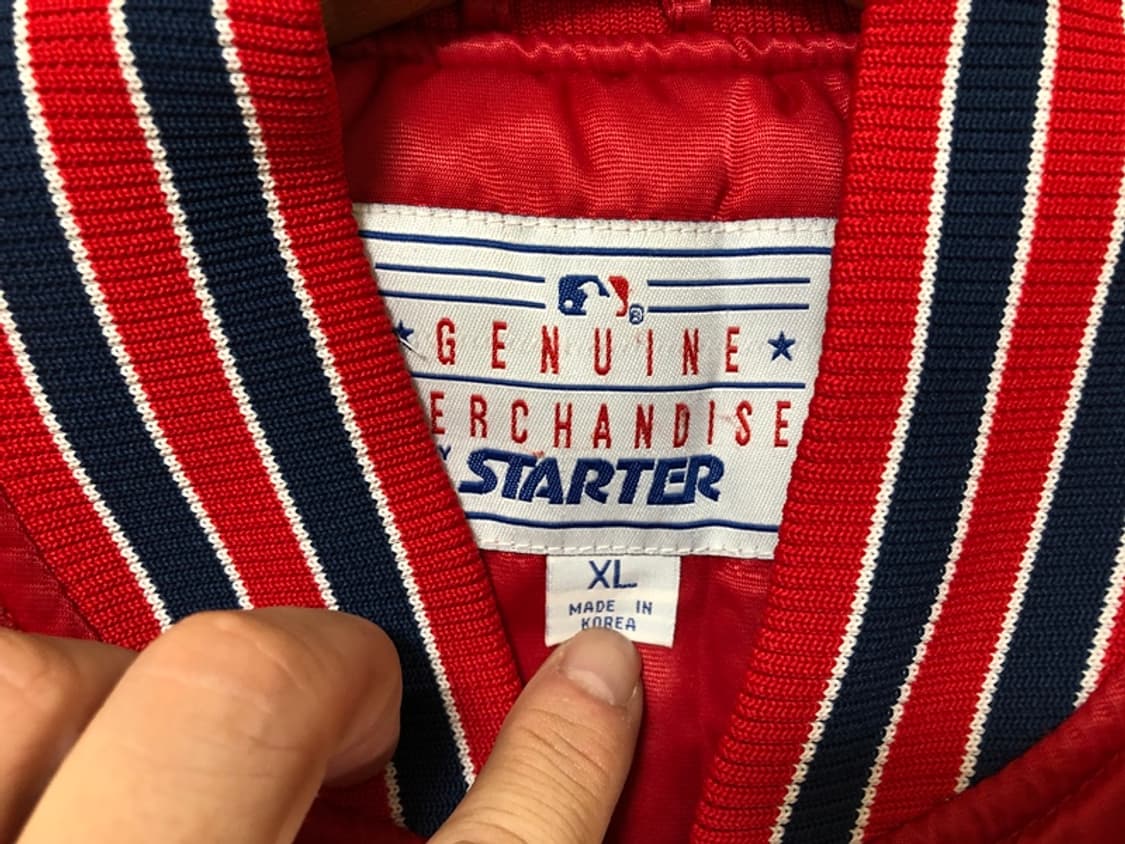 GENUINE
ERCHANDISE
Y STARTER
XL
MADE IN
KOREA